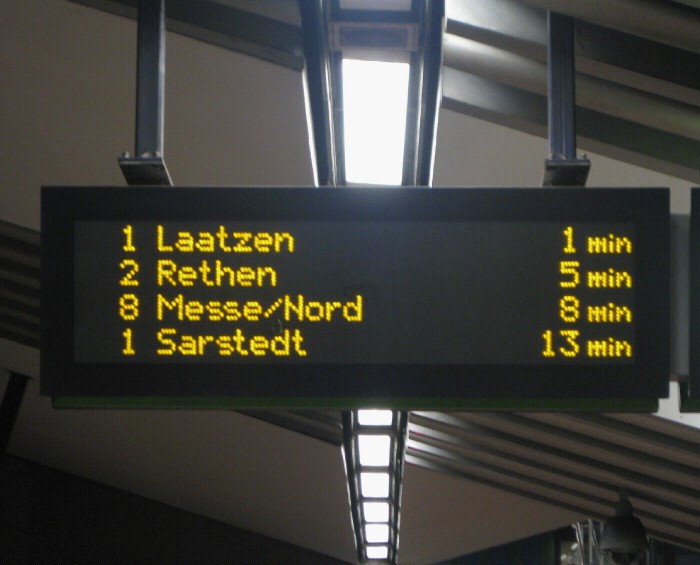 1 Laatzen 1 min
2 Rethen 5 min
8 Messe/Nord 8 min
1 Sarstedt 13 min